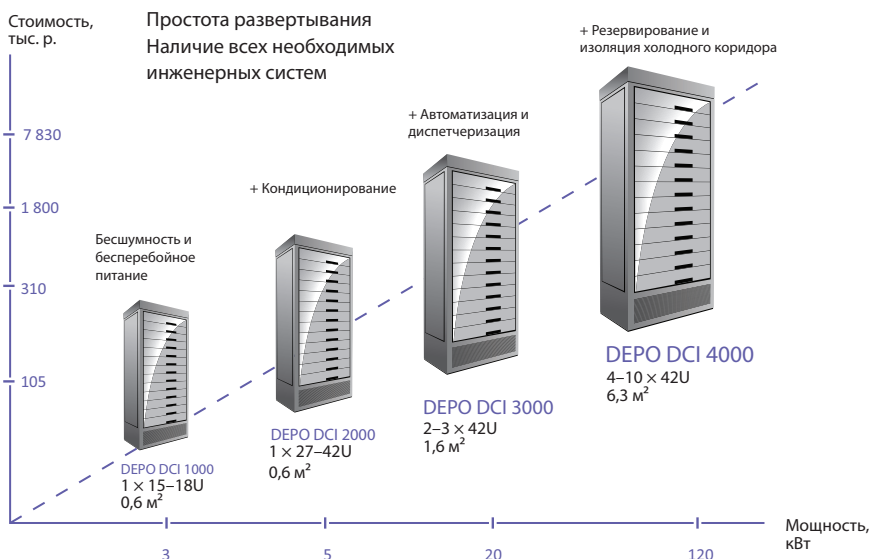 Стоимость,
тыс. р.
Простота развертывания
Наличие всех необходимых
инженерных систем
+ Резервирование и
изоляция холодного коридора
+ Автоматизация и
диспетчеризация
7 830
+ Кондиционирование
1 800
Бесшумность и
бесперебойное
питание
310
105
DEPO DCI 4000
4–10 × 42U
6,3 м²
DEPO DCI 3000
2–3 × 42U
1,6 м²
DEPO DCI 2000
1 × 27–42U
0,6 м²
DEPO DCI 1000
1 × 15–18U
0,6 м²
Мощность,
кВт
3
5
20
120